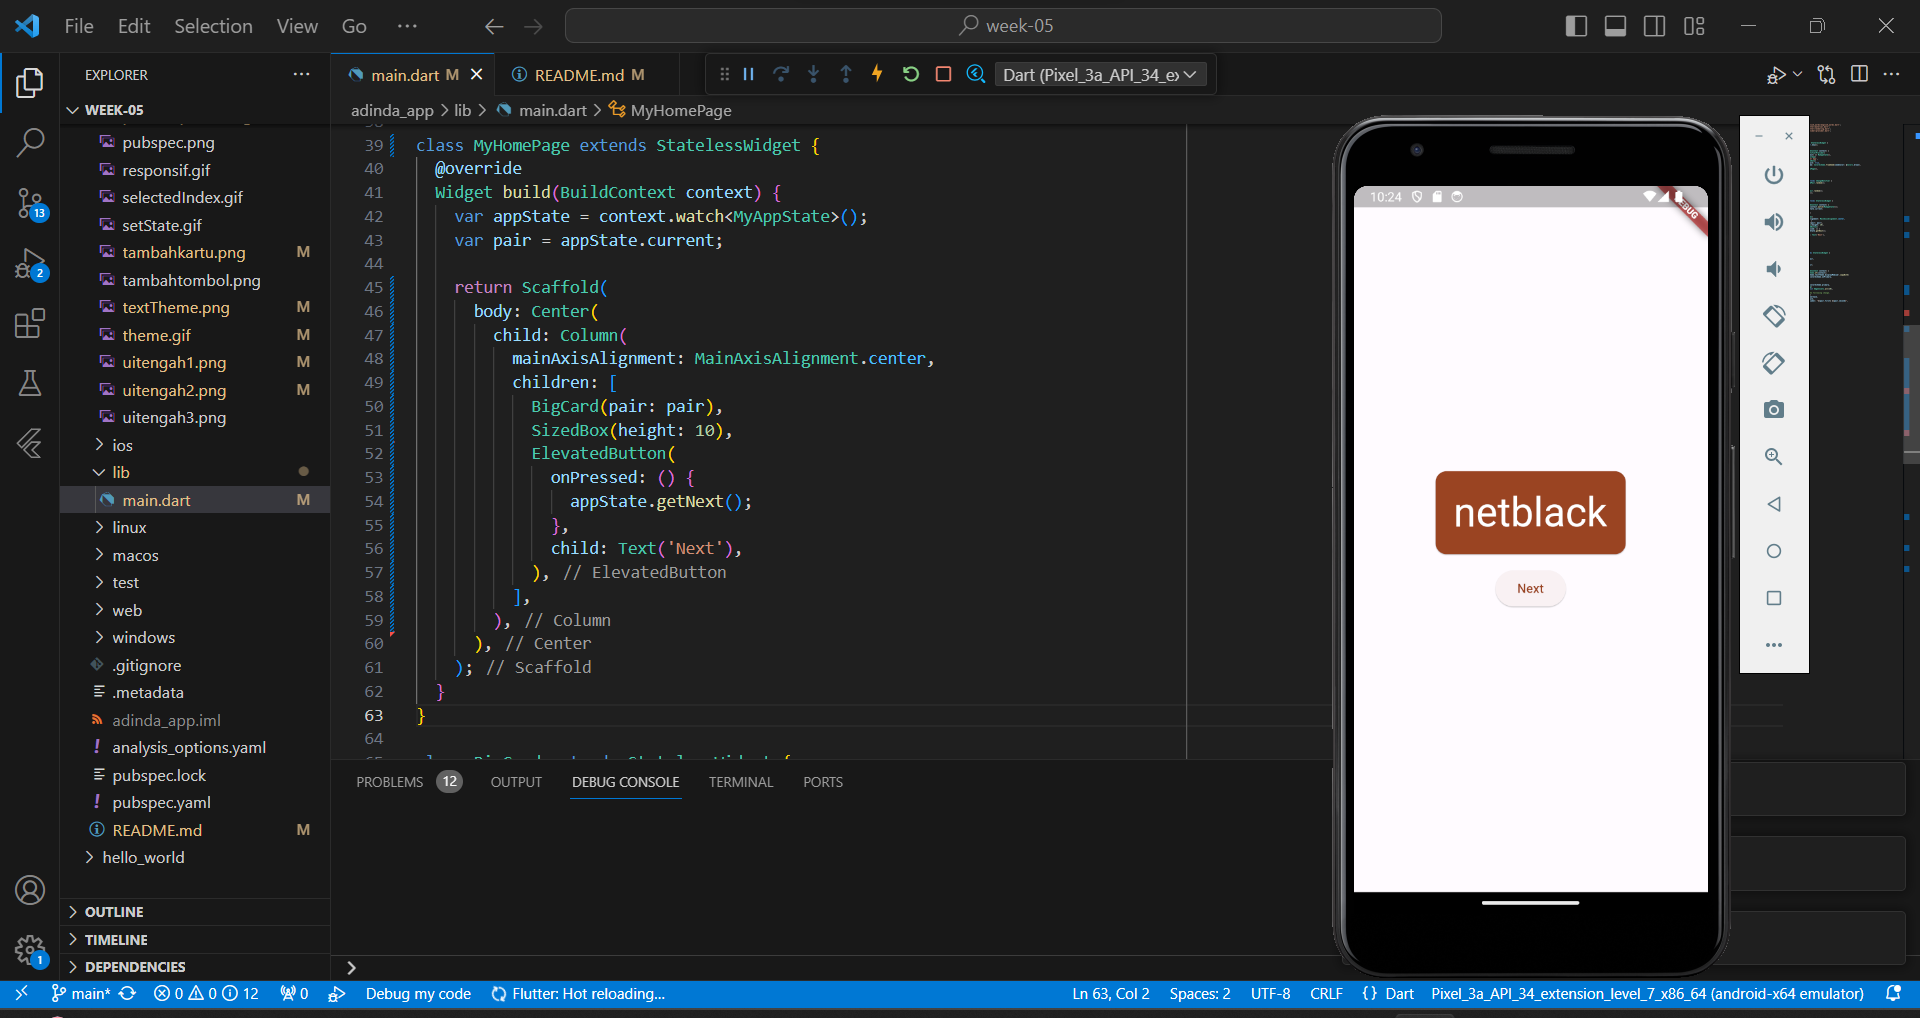 File Edit Selection View Go ··· week-05
EXPLORER ···
WEEK-05
pubspec.png
responsif.gif
selectedIndex.gif
setState.gif
tambahkartu.png M
tambahtombol.png
textTheme.png M
theme.gif M
uitengah1.png M
uitengah2.png M
uitengah3.png
ios
lib
main.dart M
linux
macos
test
web
windows
.gitignore
.metadata
adinda_app.iml
analysis_options.yaml
pubspec.lock
pubspec.yaml
README.md M
hello_world
OUTLINE
TIMELINE
DEPENDENCIES
13
2
1
main.dart M README.md M Dart (Pixel_3a_API_34_ex
adinda_app > lib > main.dart > MyHomePage
39 class MyHomePage extends StatelessWidget {
40 @override
41 Widget build(BuildContext context) {
42 var appState = context.watch<MyAppState>();
43 var pair = appState.current;
44
45 return Scaffold(
46 body: Center(
47 child: Column(
48 mainAxisAlignment: MainAxisAlignment.center,
49 children: [
50 BigCard(pair: pair),
51 SizedBox(height: 10),
52 ElevatedButton(
53 onPressed: () {
54 appState.getNext();
55 },
56 child: Text('Next'),
57 ), // ElevatedButton
58 ],
59 ), // Column
60 ), // Center
61 ); // Scaffold
62 }
63 }
64
PROBLEMS 12 OUTPUT DEBUG CONSOLE TERMINAL PORTS
10:24
netblack
Next
main* 0 0 12 0 Debug my code Flutter: Hot reloading... Ln 63, Col 2 Spaces: 2 UTF-8 CRLF {} Dart Pixel_3a_API_34_extension_level_7_x86_64 (android-x64 emulator)